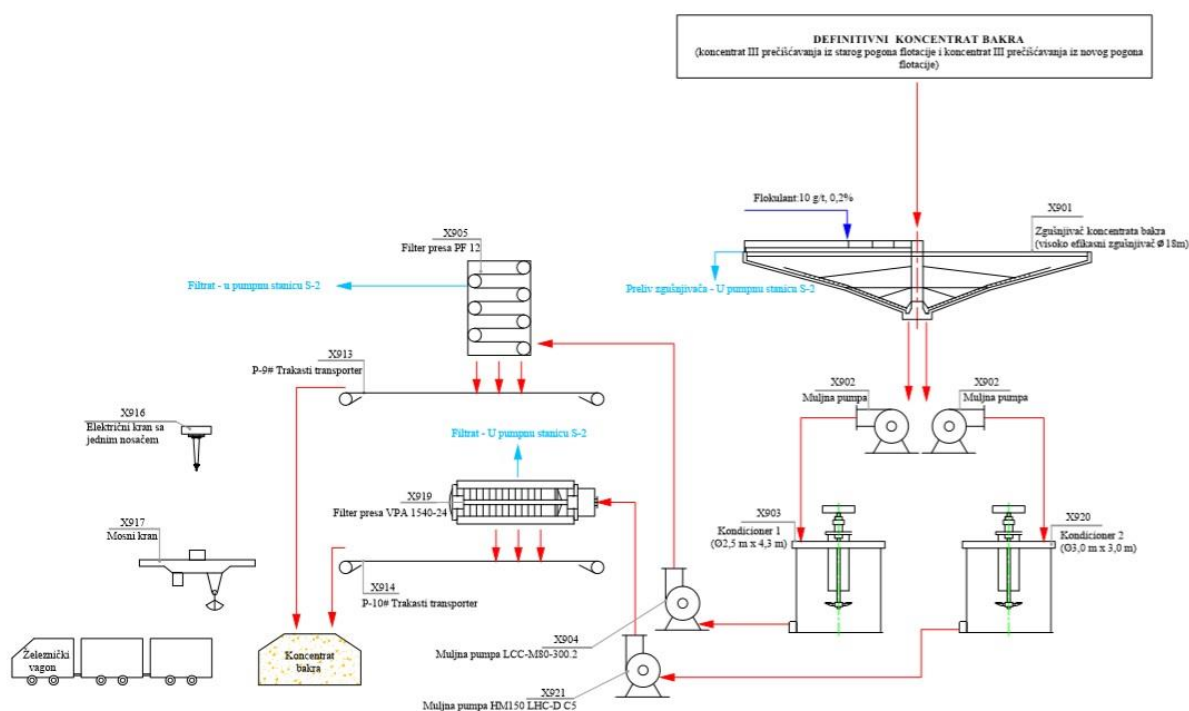 DEFINITIVNI KONCENTRAT BAKRA
(koncentrat III prečišćavanja iz starog pogona flotacije i koncentrat III prečišćavanja iz novog pogona
flotacije)
Flokulant:10 g/t, 0,2%
X901
Zgušnjivač koncentrata bakra
(visoko efikasni zgušnjivač Ø 18m)
Preliv zgušnjivača - U pumpnu stanicu S-2
X905
Filter presa PF 12
Filtrat - u pumpnu stanicu S-2
X913
P-9# Trakasti transporter
X902
Muljna pumpa
X902
Muljna pumpa
X916
Električni kran sa
jednim nosačem
Filtrat - U pumpnu stanicu S-2
X919
Filter presa VPA 1540-24
X903
Kondicioner 1
(Ø2,5 m x 4,3 m)
X920
Kondicioner 2
(Ø3,0 m x 3,0 m)
X917
Mosni kran
X914
P-10# Trakasti transporter
X904
Muljna pumpa LCC-M80-300.2
Železnički
vagon
Koncentrat
bakra
X921
Muljna pumpa HM150 LHC-D C5